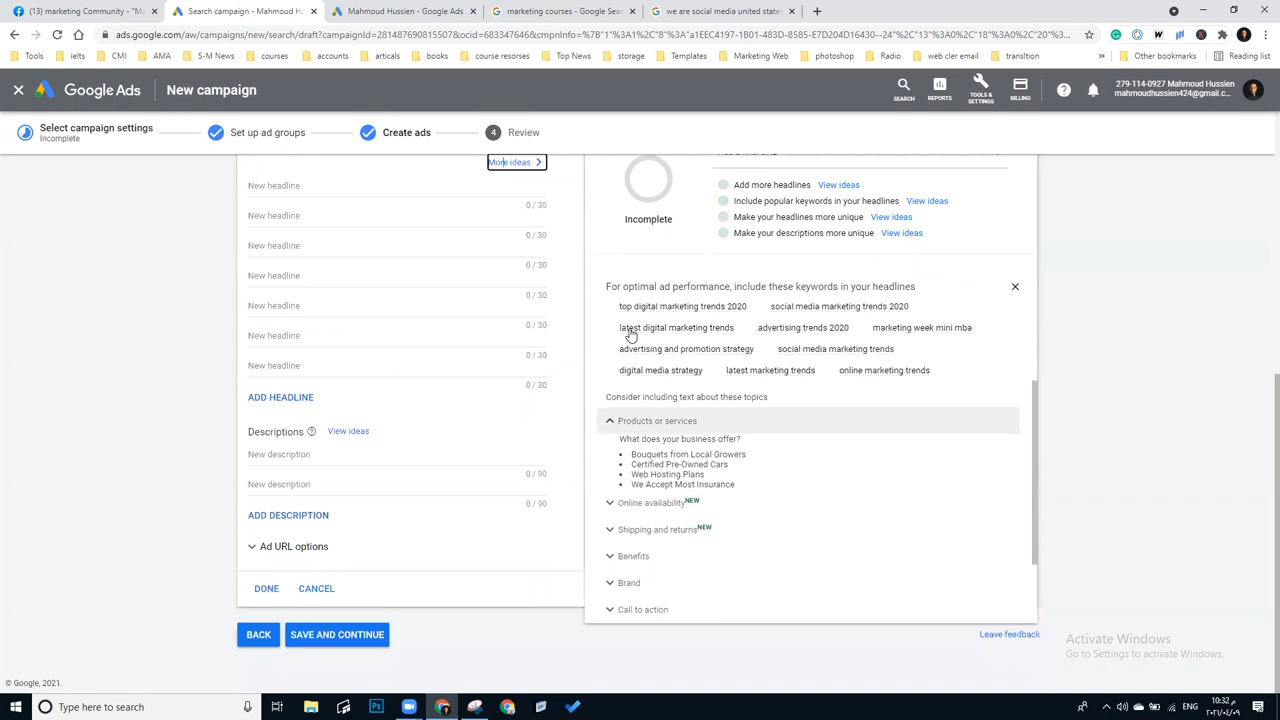 (13) marketing Community - "Ma
Search campaign - Mahmoud Hu
Mahmoud Hussien - Google Ads
marketing courses - Google Sear
we are social media united state
ads.google.com/aw/campaigns/new/search/draft?campaignId=281487690815507&ocid=683347646&cmpnInfo=%7B"1%3A1%2C"8"%3A"a1EEC4197-1B01-483D-8585-E7D204D16430--24"%2C"13%3A0%2C"18%3A0%2C"20"%...
Tools
ielts
CMI
AMA
S-M News
courses
articals
books
course resorses
Top News
storage
Templates
Marketing Web
photoshop
Radio
web cler email
transltion
Other bookmarks
Reading list
Google Ads
New campaign
SEARCH
REPORTS
TOOLS & SETTINGS
BILLING
279-114-0927 Mahmoud Hussien
mahmoudhussien424@gmail.c...
Select campaign settings
Incomplete
Set up ad groups
Create ads
4 Review
More ideas
New headline
0 / 30
New headline
0 / 30
New headline
0 / 30
New headline
0 / 30
New headline
0 / 30
New headline
0 / 30
New headline
0 / 30
ADD HEADLINE
Descriptions
View ideas
New description
0 / 90
New description
0 / 90
ADD DESCRIPTION
Ad URL options
DONE
CANCEL
BACK
SAVE AND CONTINUE
Incomplete
Add more headlines View ideas
Include popular keywords in your headlines View ideas
Make your headlines more unique View ideas
Make your descriptions more unique View ideas
For optimal ad performance, include these keywords in your headlines
top digital marketing trends 2020 social media marketing trends 2020
latest digital marketing trends advertising trends 2020 marketing week mini mba
advertising and promotion strategy social media marketing trends
digital media strategy latest marketing trends online marketing trends
Consider including text about these topics
Products or services
What does your business offer?
• Bouquets from Local Growers
• Certified Pre-Owned Cars
• Web Hosting Plans
• We Accept Most Insurance
Online availability NEW
Shipping and returns NEW
Benefits
Brand
Call to action
Leave feedback
Activate Windows
Go to Settings to activate Windows.
© Google, 2021.
Type here to search
10:32 م
٢٠٢١/٠٤/٠٩